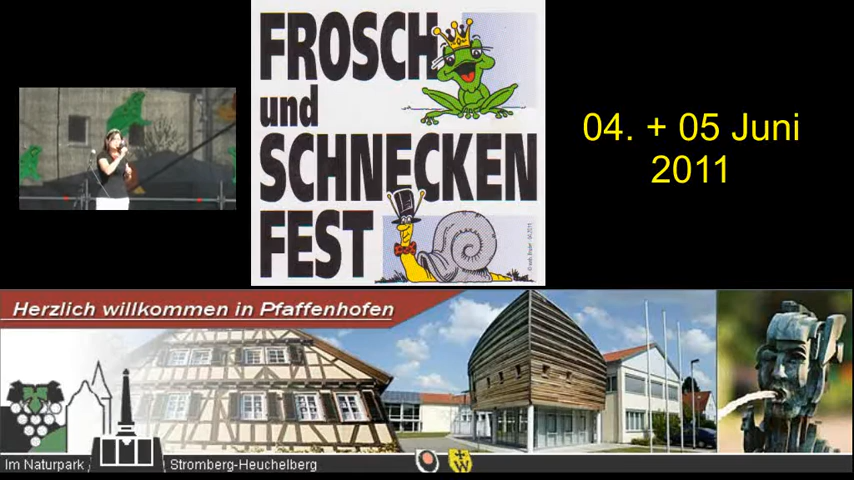 FROSCH
und
SCHNECKEN
FEST
04. + 05 Juni
2011
Herzlich willkommen in Pfaffenhofen
Im Naturpark
Stromberg-Heuchelberg